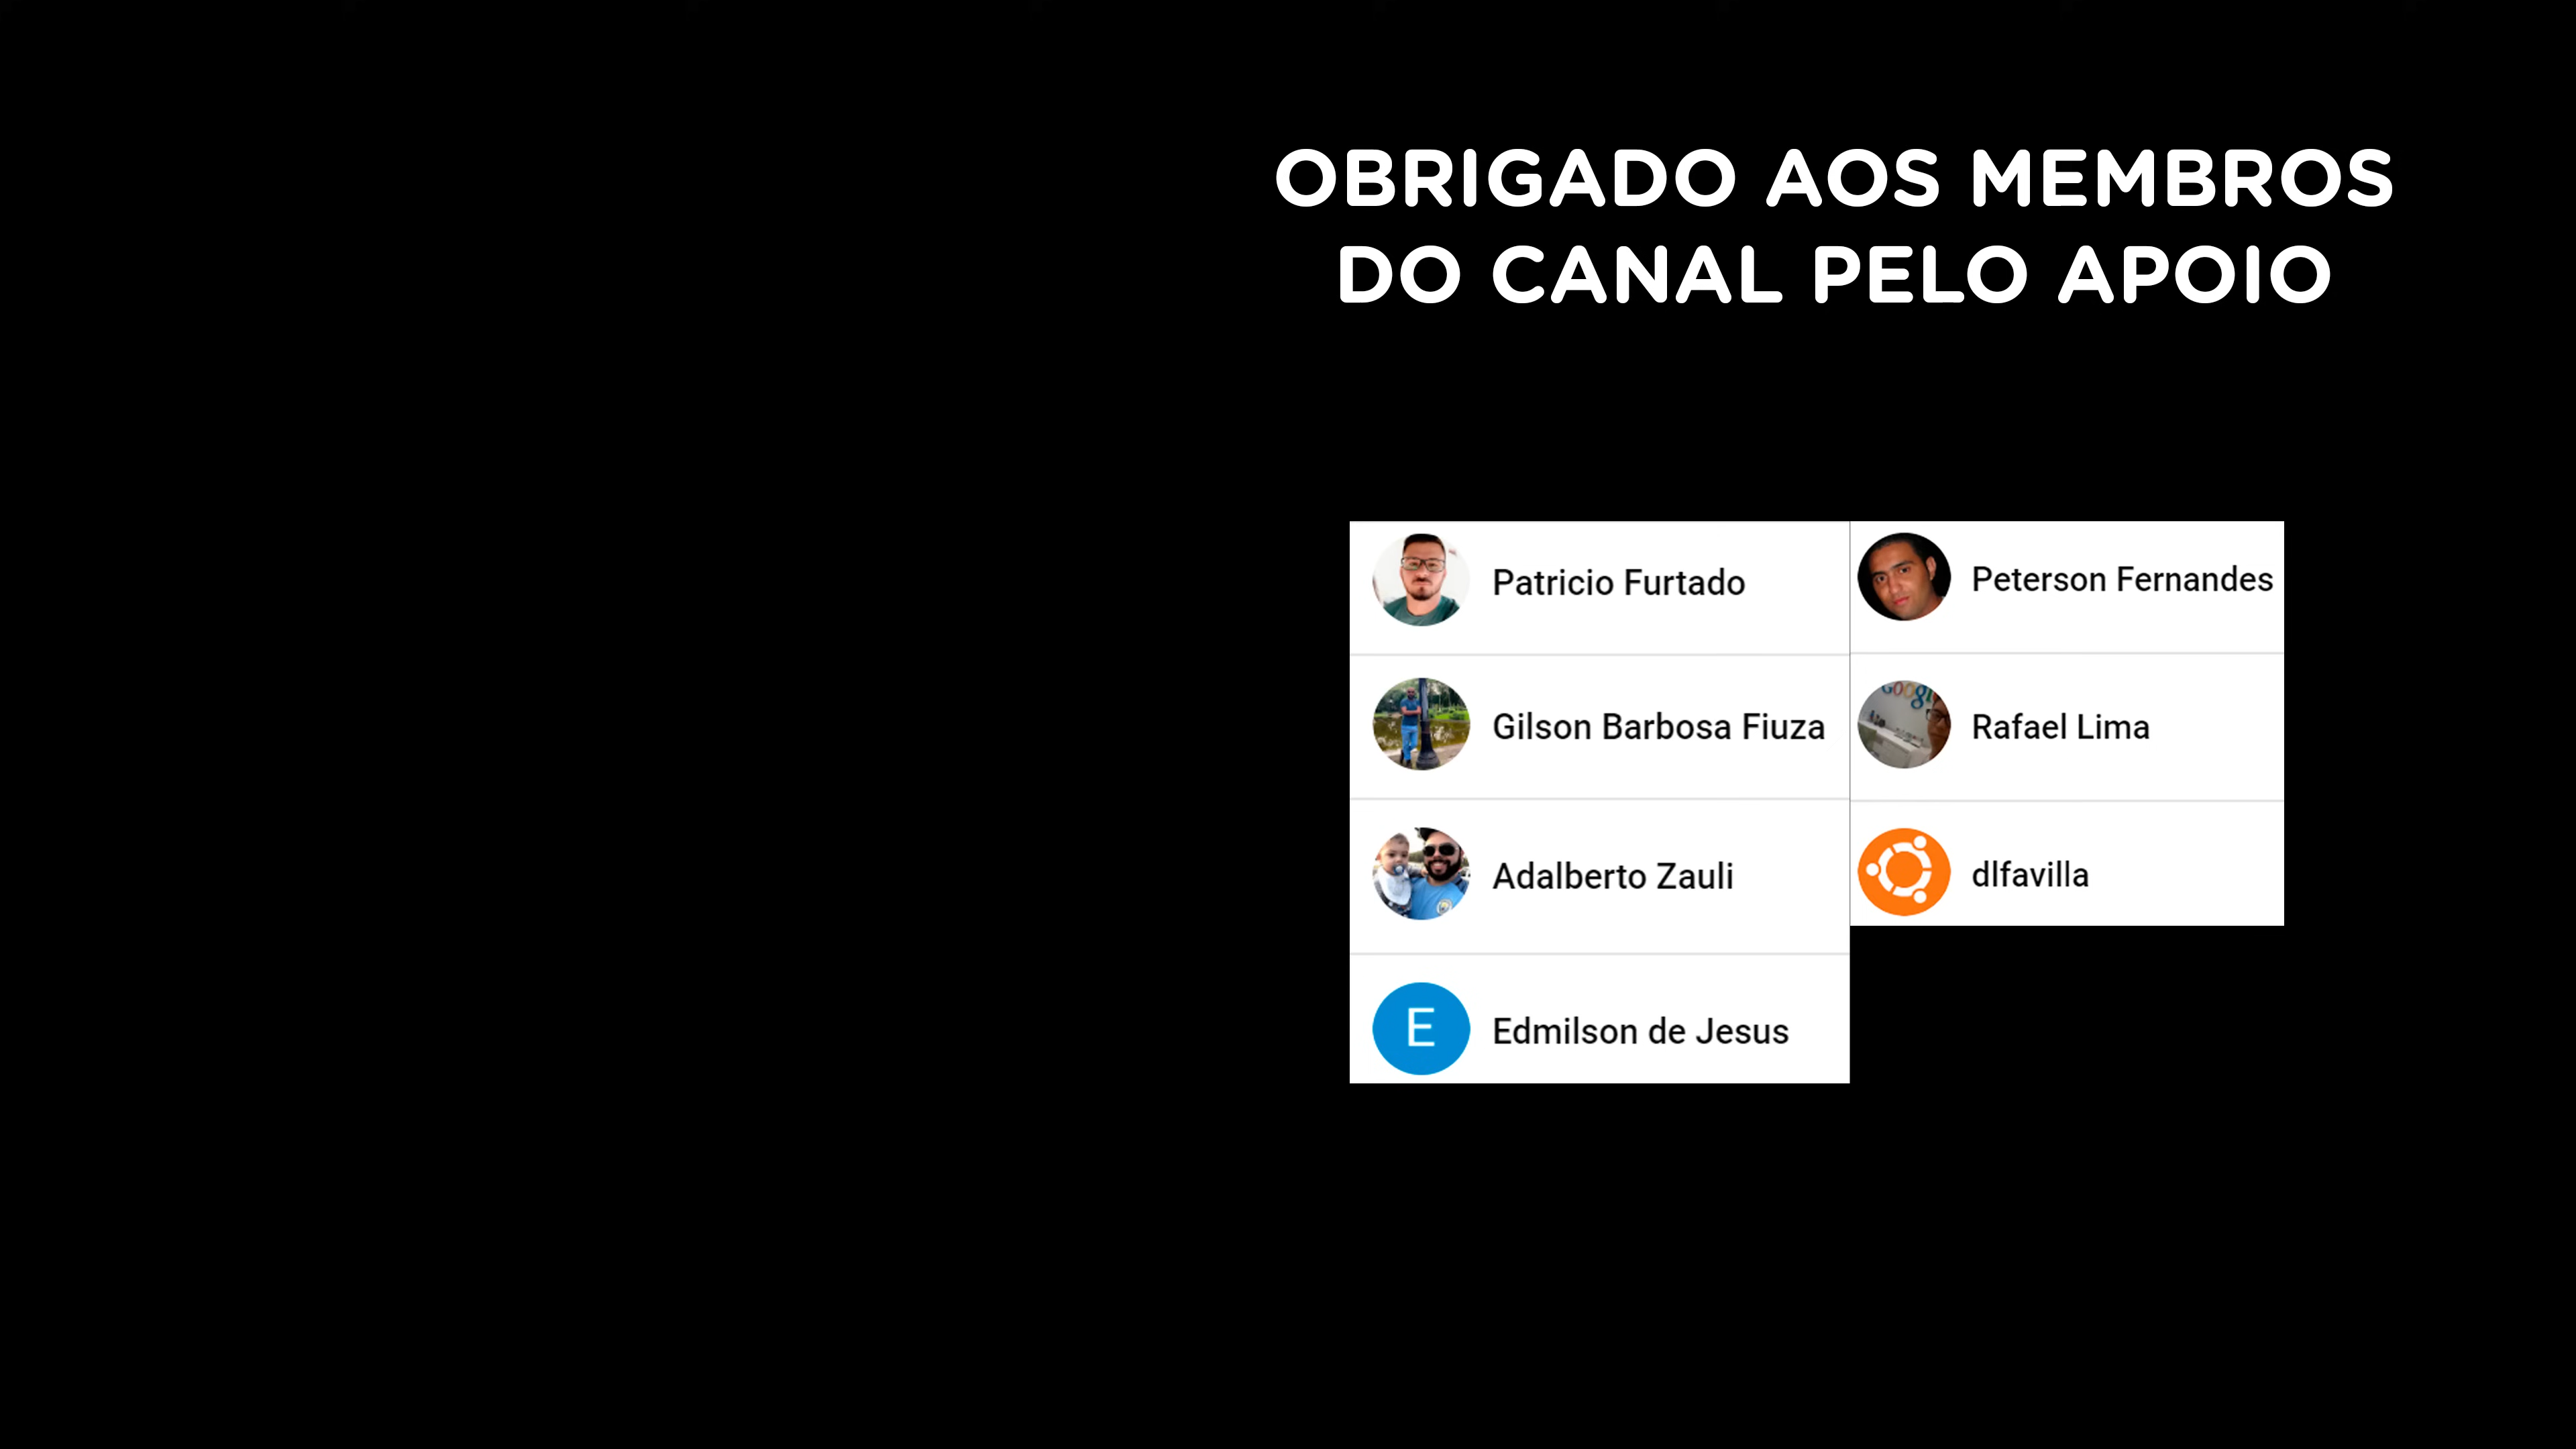 OBRIGADO AOS MEMBROS
DO CANAL PELO APOIO
Patricio Furtado
Gilson Barbosa Fiuza
Adalberto Zauli
E
Edmilson de Jesus
Peterson Fernandes
Google
Rafael Lima
dlfavilla